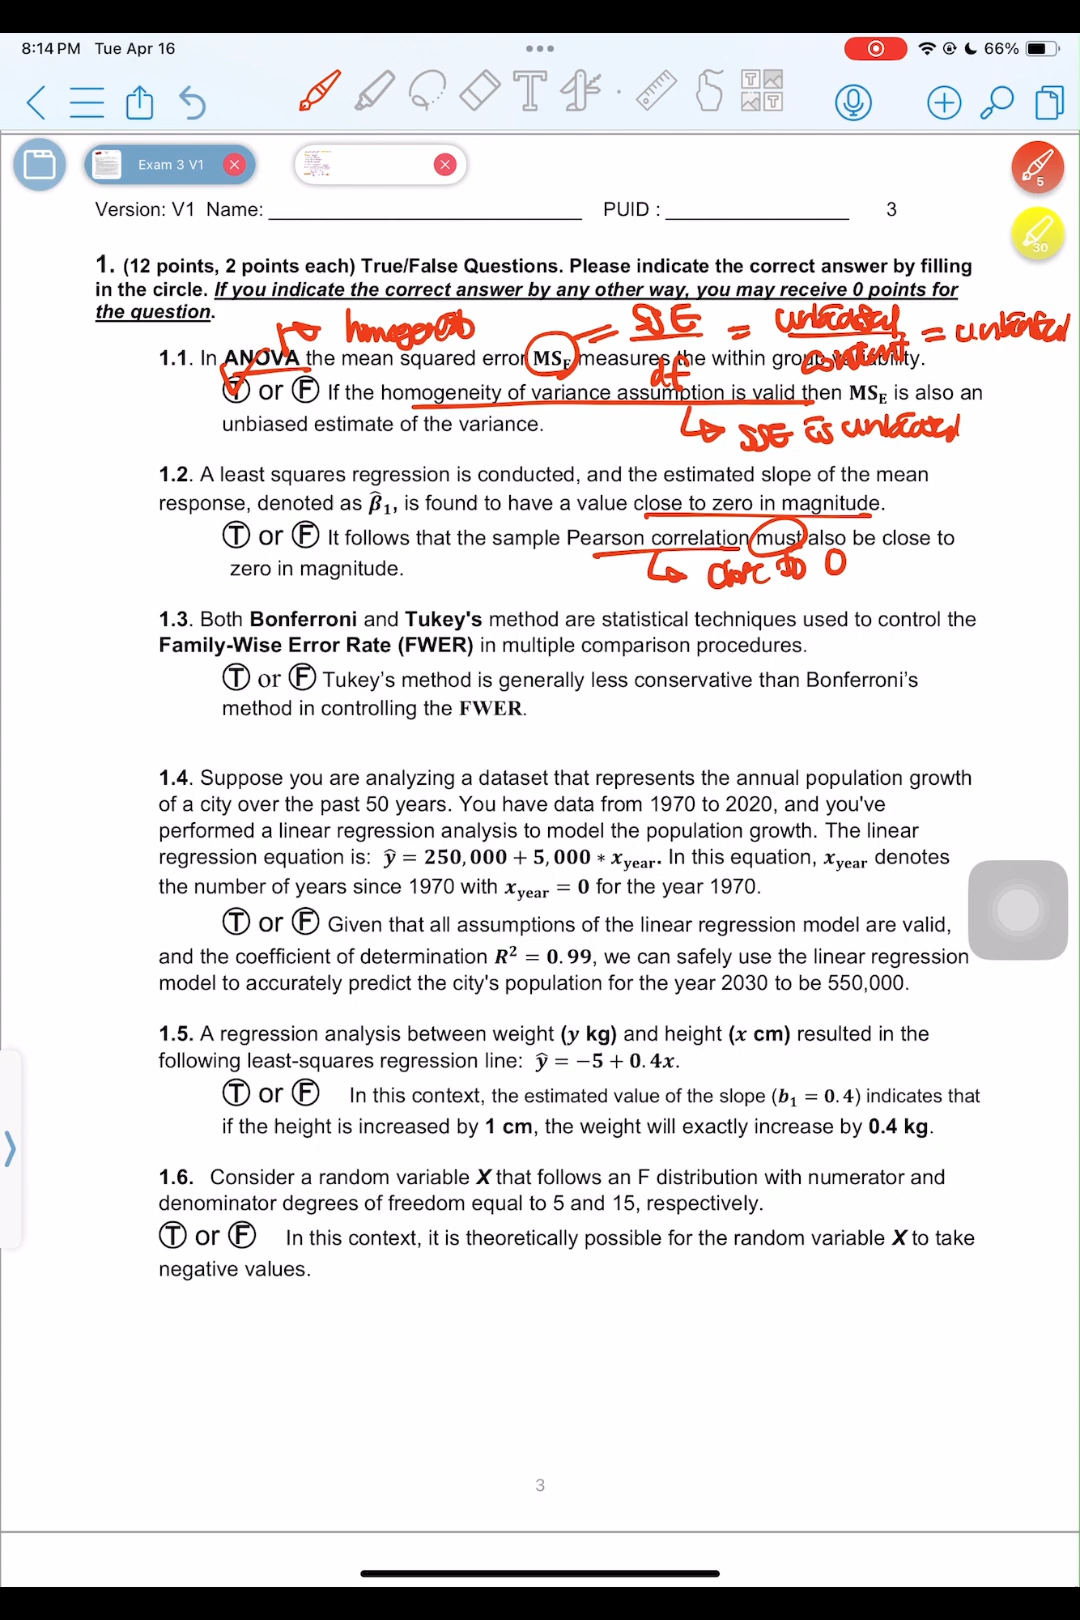 8:14 PM Tue Apr 16
66%
Exam 3 V1
5
30
Version: V1 Name: PUID : 3
1. (12 points, 2 points each) True/False Questions. Please indicate the correct answer by filling
in the circle. If you indicate the correct answer by any other way, you may receive 0 points for
the question.
SSE
= = unbiased
df
1.1. In ANOVA the mean squared error MSE measures the within group variability.
T or F If the homogeneity of variance assumption is valid then MSE is also an
unbiased estimate of the variance.
SSE is unbiased
1.2. A least squares regression is conducted, and the estimated slope of the mean
response, denoted as β̂1, is found to have a value close to zero in magnitude.
T or F It follows that the sample Pearson correlation must also be close to
zero in magnitude.
close to 0
1.3. Both Bonferroni and Tukey's method are statistical techniques used to control the
Family-Wise Error Rate (FWER) in multiple comparison procedures.
T or F Tukey's method is generally less conservative than Bonferroni's
method in controlling the FWER.
1.4. Suppose you are analyzing a dataset that represents the annual population growth
of a city over the past 50 years. You have data from 1970 to 2020, and you've
performed a linear regression analysis to model the population growth. The linear
regression equation is: ŷ = 250,000 + 5,000 * xyear. In this equation, xyear denotes
the number of years since 1970 with xyear = 0 for the year 1970.
T or F Given that all assumptions of the linear regression model are valid,
and the coefficient of determination R² = 0.99, we can safely use the linear regression
model to accurately predict the city's population for the year 2030 to be 550,000.
1.5. A regression analysis between weight (y kg) and height (x cm) resulted in the
following least-squares regression line: ŷ = −5 + 0.4x.
T or F In this context, the estimated value of the slope (b1 = 0.4) indicates that
if the height is increased by 1 cm, the weight will exactly increase by 0.4 kg.
1.6. Consider a random variable X that follows an F distribution with numerator and
denominator degrees of freedom equal to 5 and 15, respectively.
T or F In this context, it is theoretically possible for the random variable X to take
negative values.
3